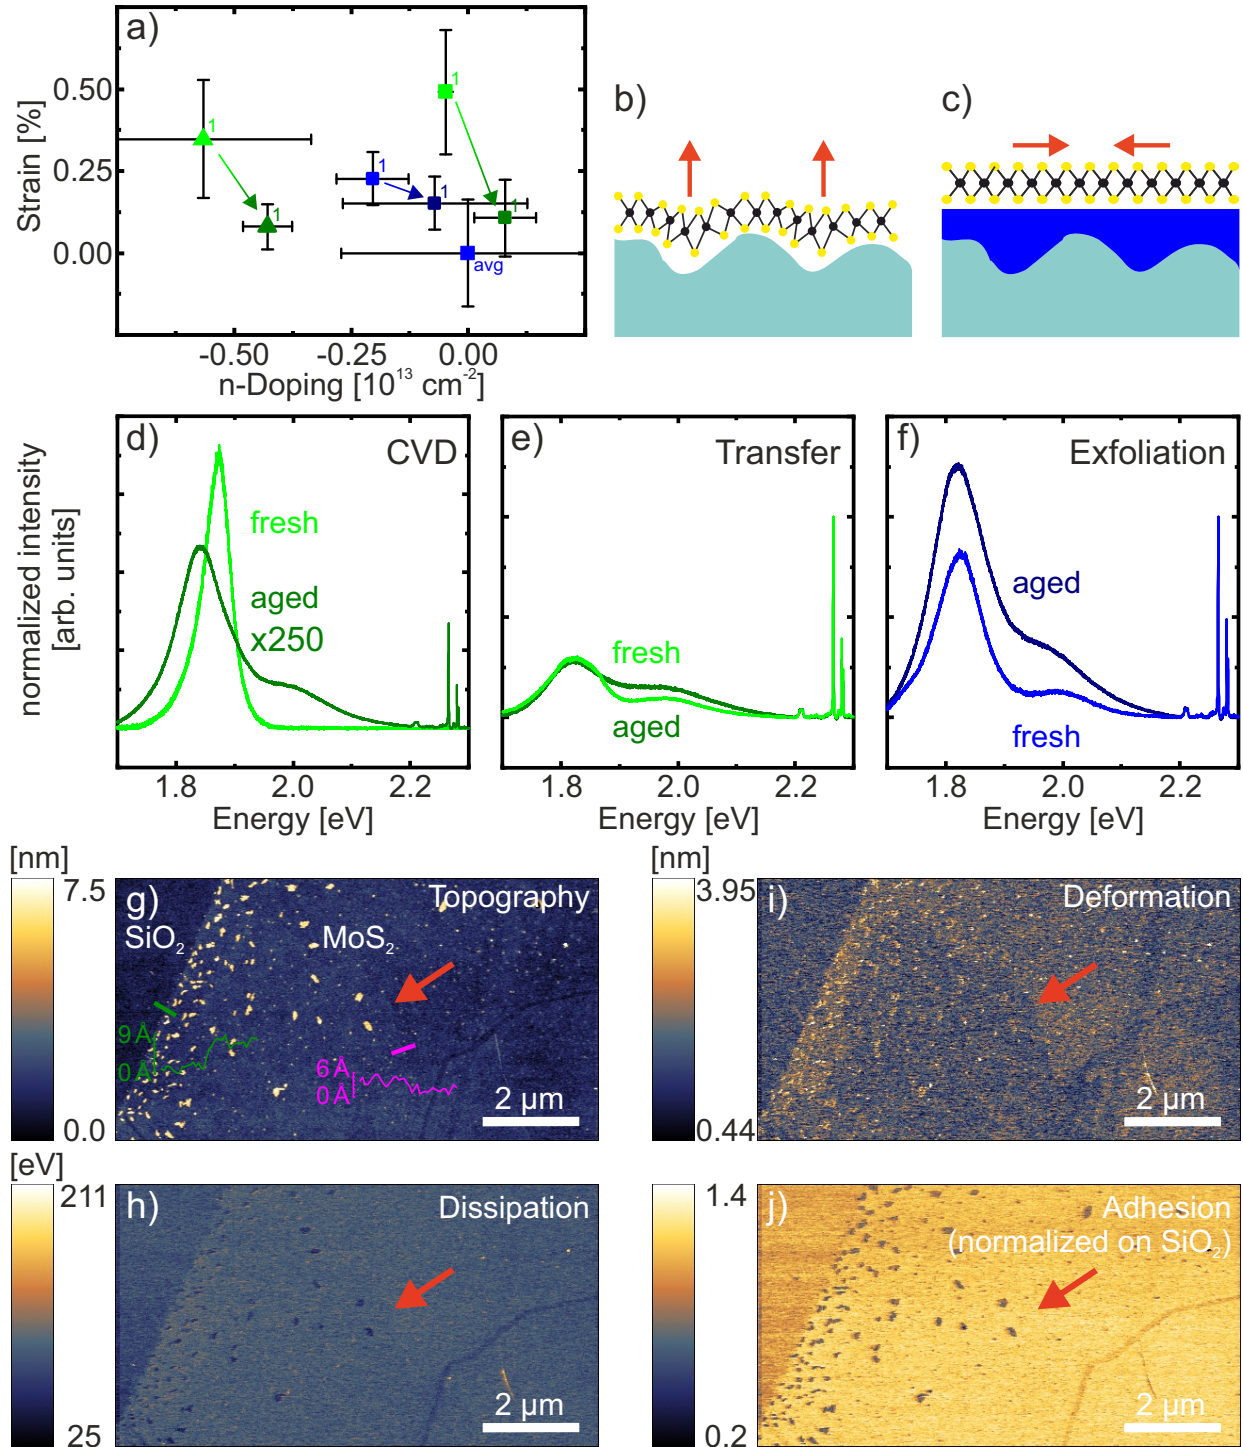 a)
Strain [%]
0.50
0.25
0.00
1
1
1
1
1
1
avg
-0.50
-0.25
0.00
n-Doping [10¹³ cm⁻²]
b)
c)
normalized intensity
[arb. units]
d)
CVD
fresh
aged
x250
1.8
2.0
2.2
Energy [eV]
e)
Transfer
fresh
aged
1.8
2.0
2.2
Energy [eV]
f)
Exfoliation
aged
fresh
1.8
2.0
2.2
Energy [eV]
[nm]
7.5
0.0
g)
Topography
SiO₂
MoS₂
9 Å
0 Å
6 Å
0 Å
2 µm
[nm]
3.95
0.44
i)
Deformation
2 µm
[eV]
211
25
h)
Dissipation
2 µm
1.4
0.2
j)
Adhesion
(normalized on SiO₂)
2 µm